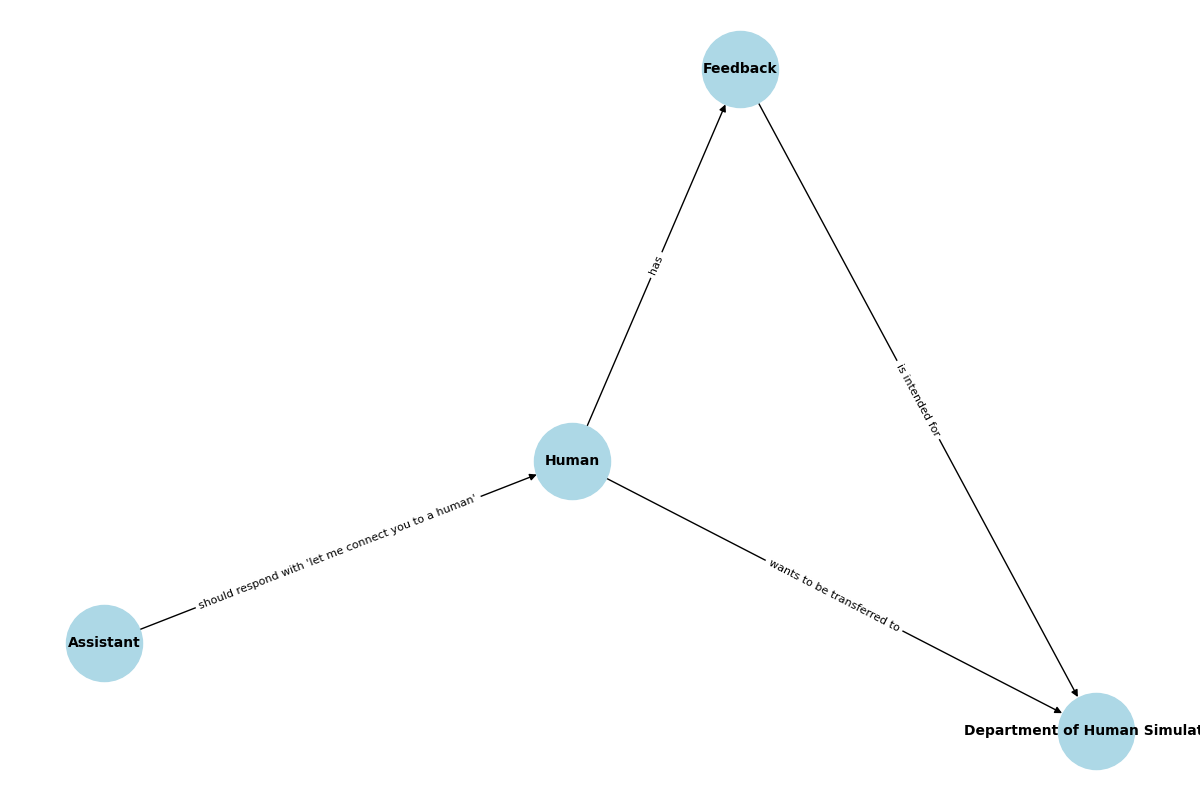 Feedback
has
is intended for
Human
should respond with 'let me connect you to a human'
wants to be transferred to
Assistant
Department of Human Simulat